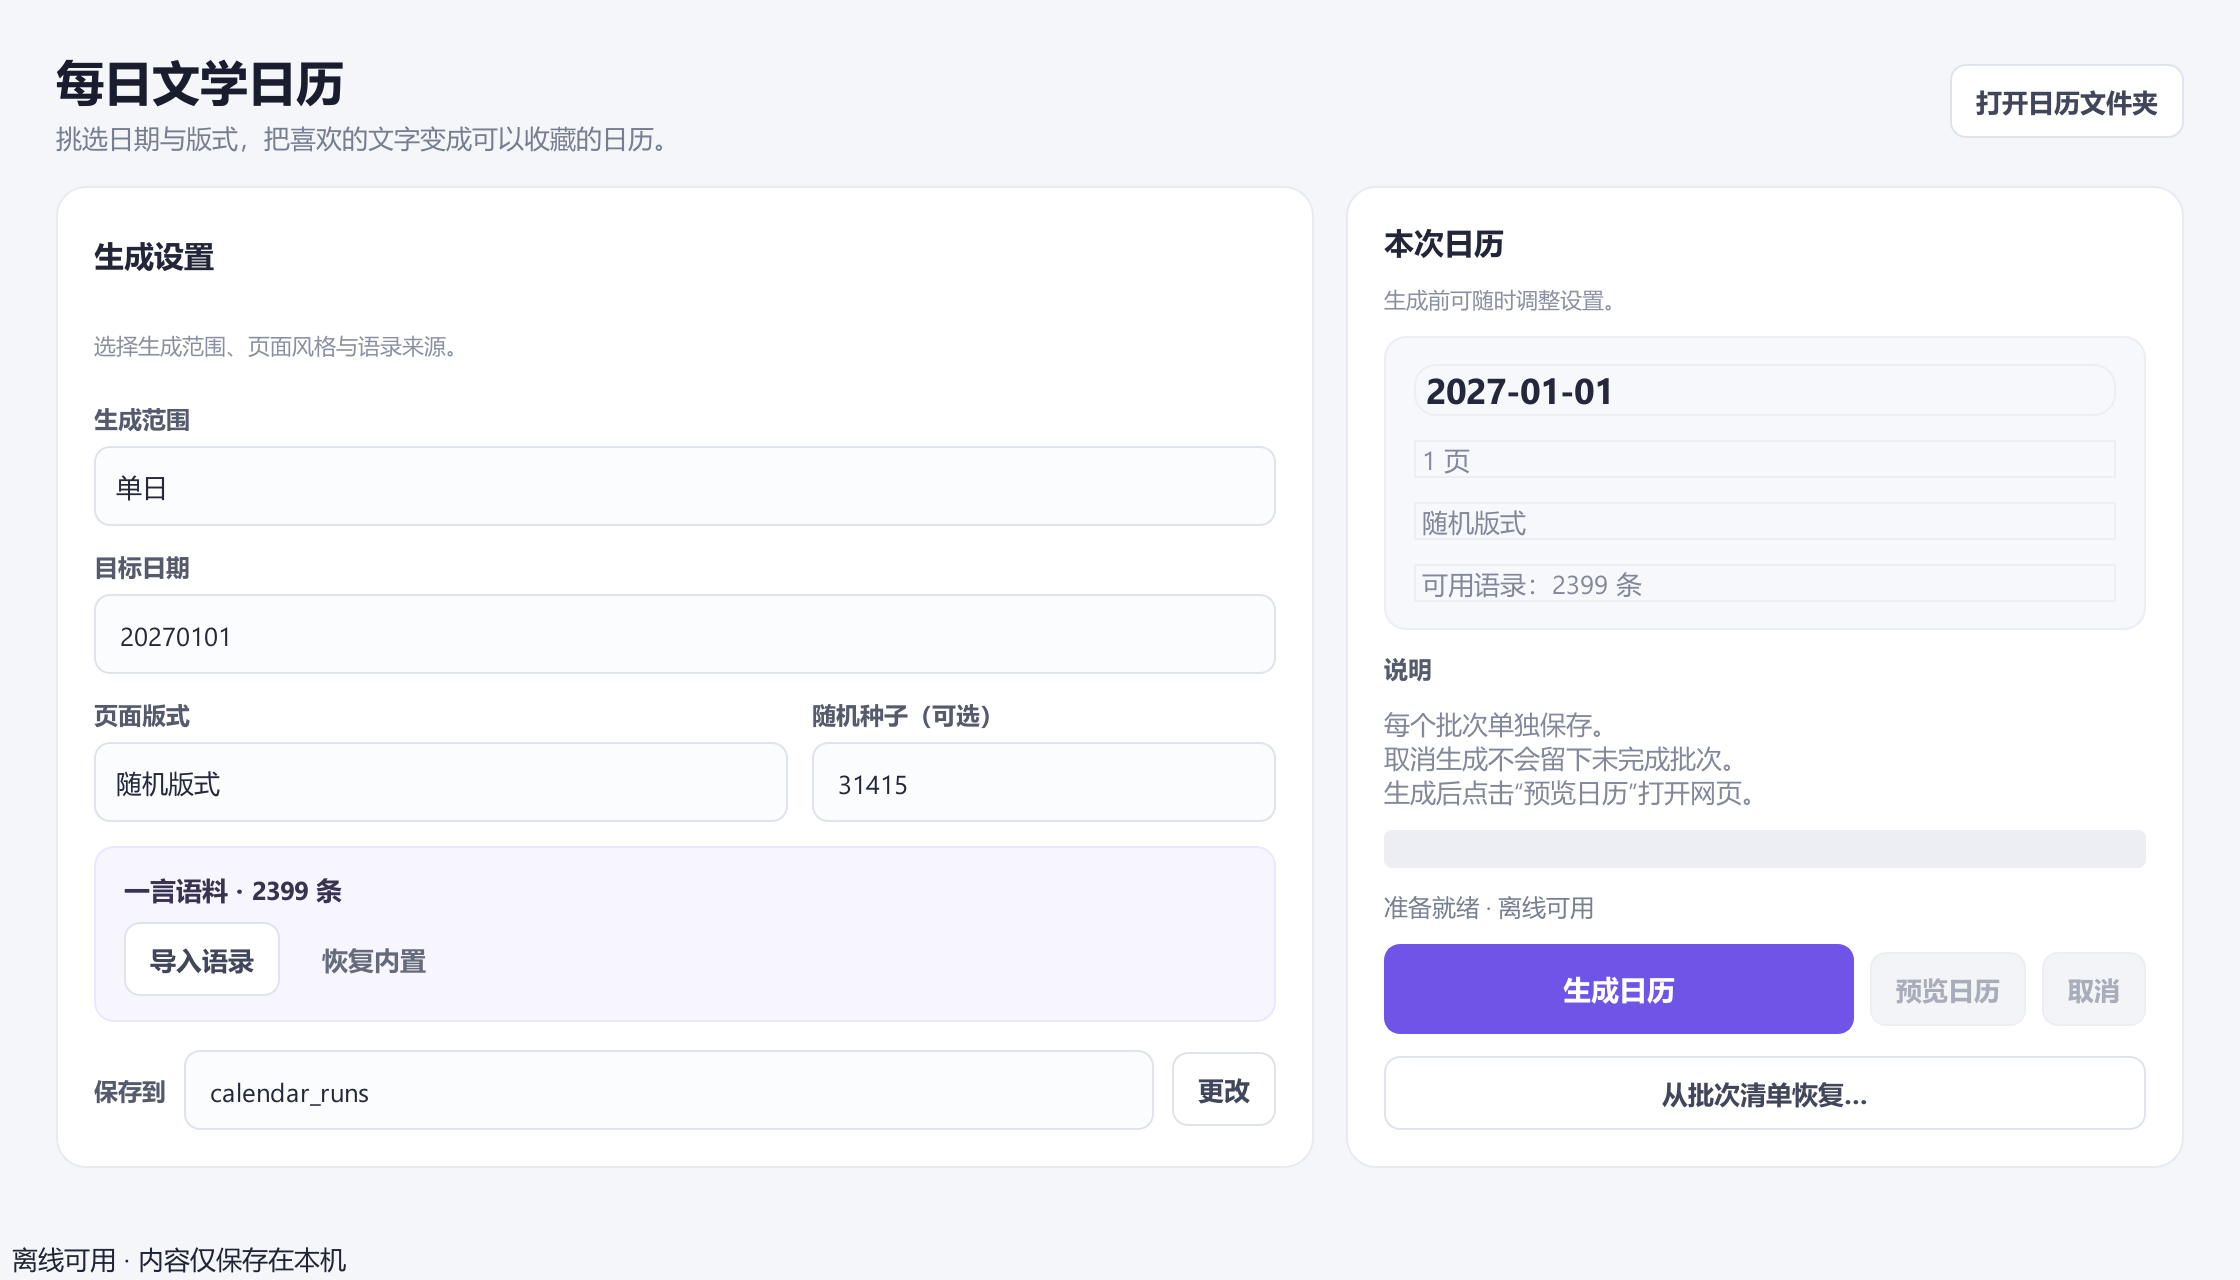 每日文学日历
挑选日期与版式，把喜欢的文字变成可以收藏的日历。
打开日历文件夹
生成设置
选择生成范围、页面风格与语录来源。
生成范围
单日
目标日期
20270101
页面版式
随机种子（可选）
随机版式
31415
一言语料 · 2399 条
导入语录
恢复内置
保存到
calendar_runs
更改
本次日历
生成前可随时调整设置。
2027-01-01
1 页
随机版式
可用语录：2399 条
说明
每个批次单独保存。
取消生成不会留下未完成批次。
生成后点击“预览日历”打开网页。
准备就绪 · 离线可用
生成日历
预览日历
取消
从批次清单恢复...
离线可用 · 内容仅保存在本机